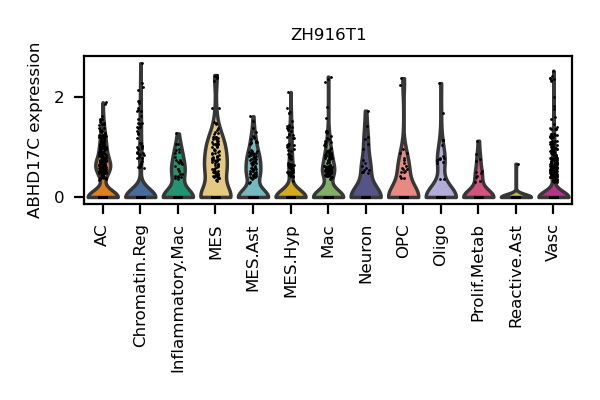 ZH916T1
ABHD17C expression
2
0
AC
Chromatin.Reg
Inflammatory.Mac
MES
MES.Ast
MES.Hyp
Mac
Neuron
OPC
Oligo
Prolif.Metab
Reactive.Ast
Vasc